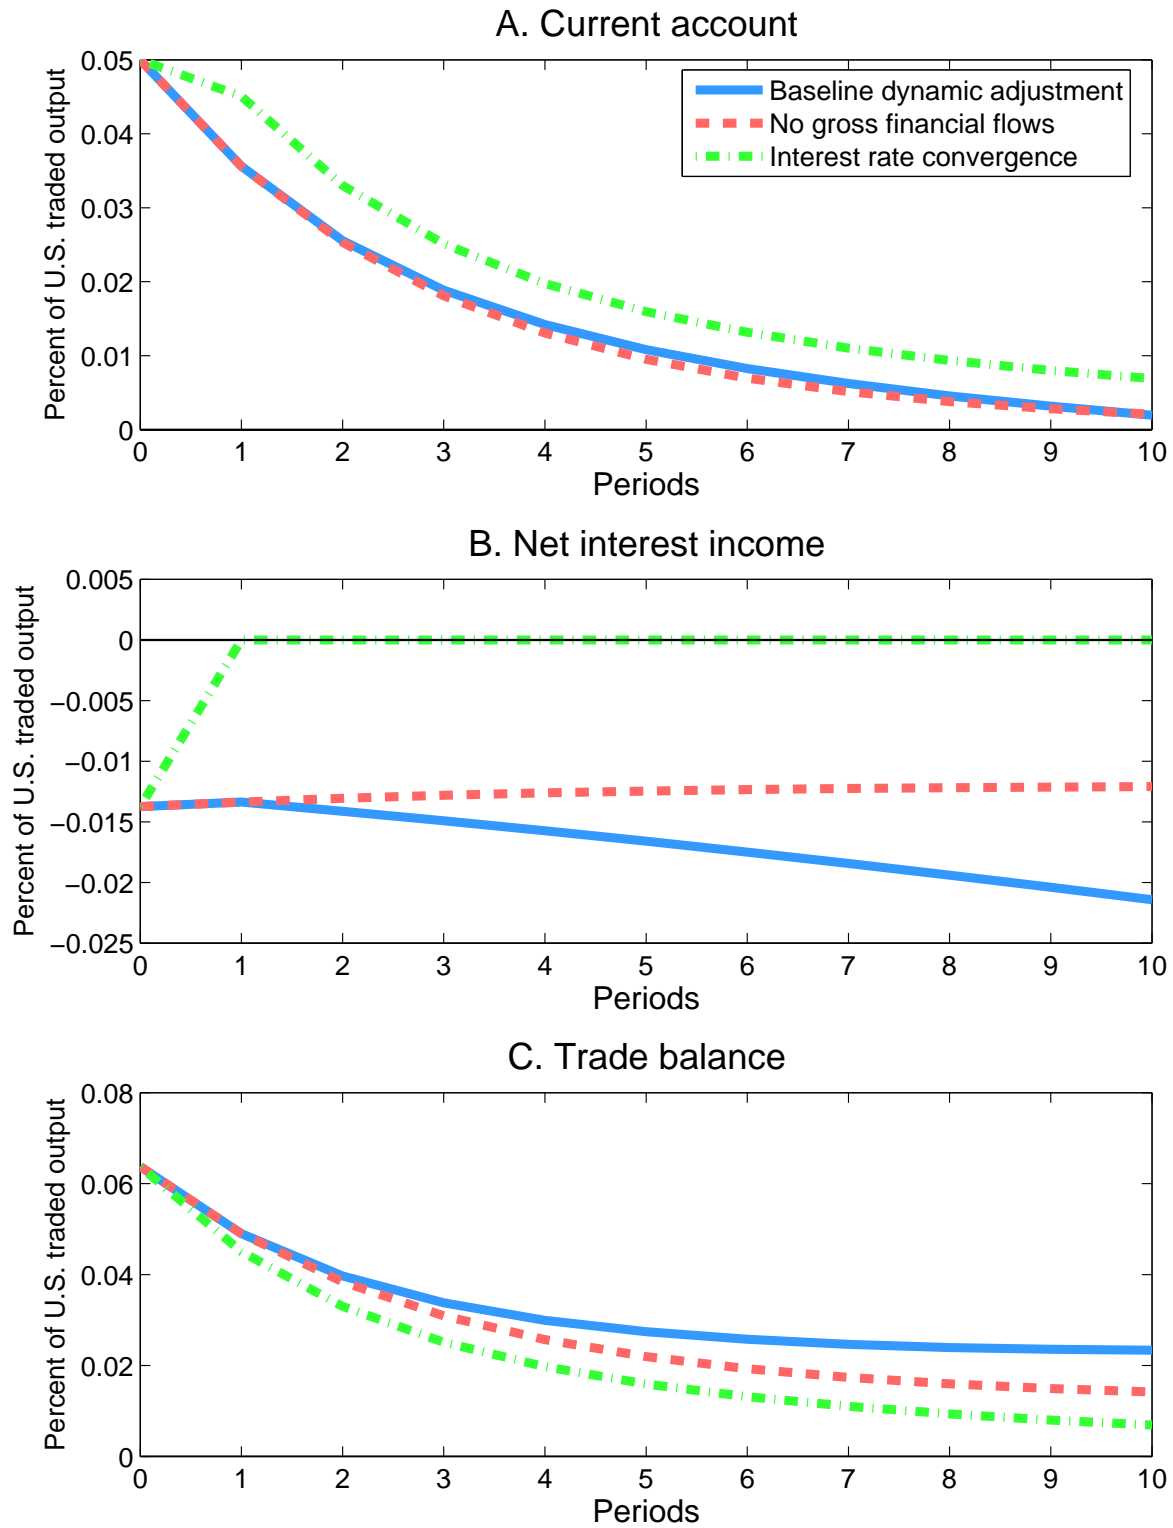 A. Current account
Percent of U.S. traded output
0.05
0.04
0.03
0.02
0.01
0
Baseline dynamic adjustment
No gross financial flows
Interest rate convergence
0 1 2 3 4 5 6 7 8 9 10
Periods
B. Net interest income
Percent of U.S. traded output
0.005
0
−0.005
−0.01
−0.015
−0.02
−0.025
0 1 2 3 4 5 6 7 8 9 10
Periods
C. Trade balance
Percent of U.S. traded output
0.08
0.06
0.04
0.02
0
0 1 2 3 4 5 6 7 8 9 10
Periods